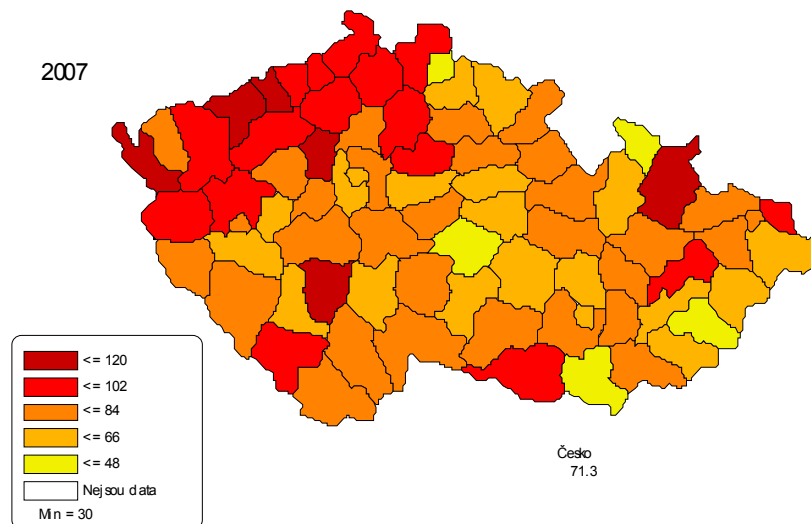 2007
<= 120
<= 102
<= 84
<= 66
<= 48
Nejsou data
Min = 30
Česko
71.3